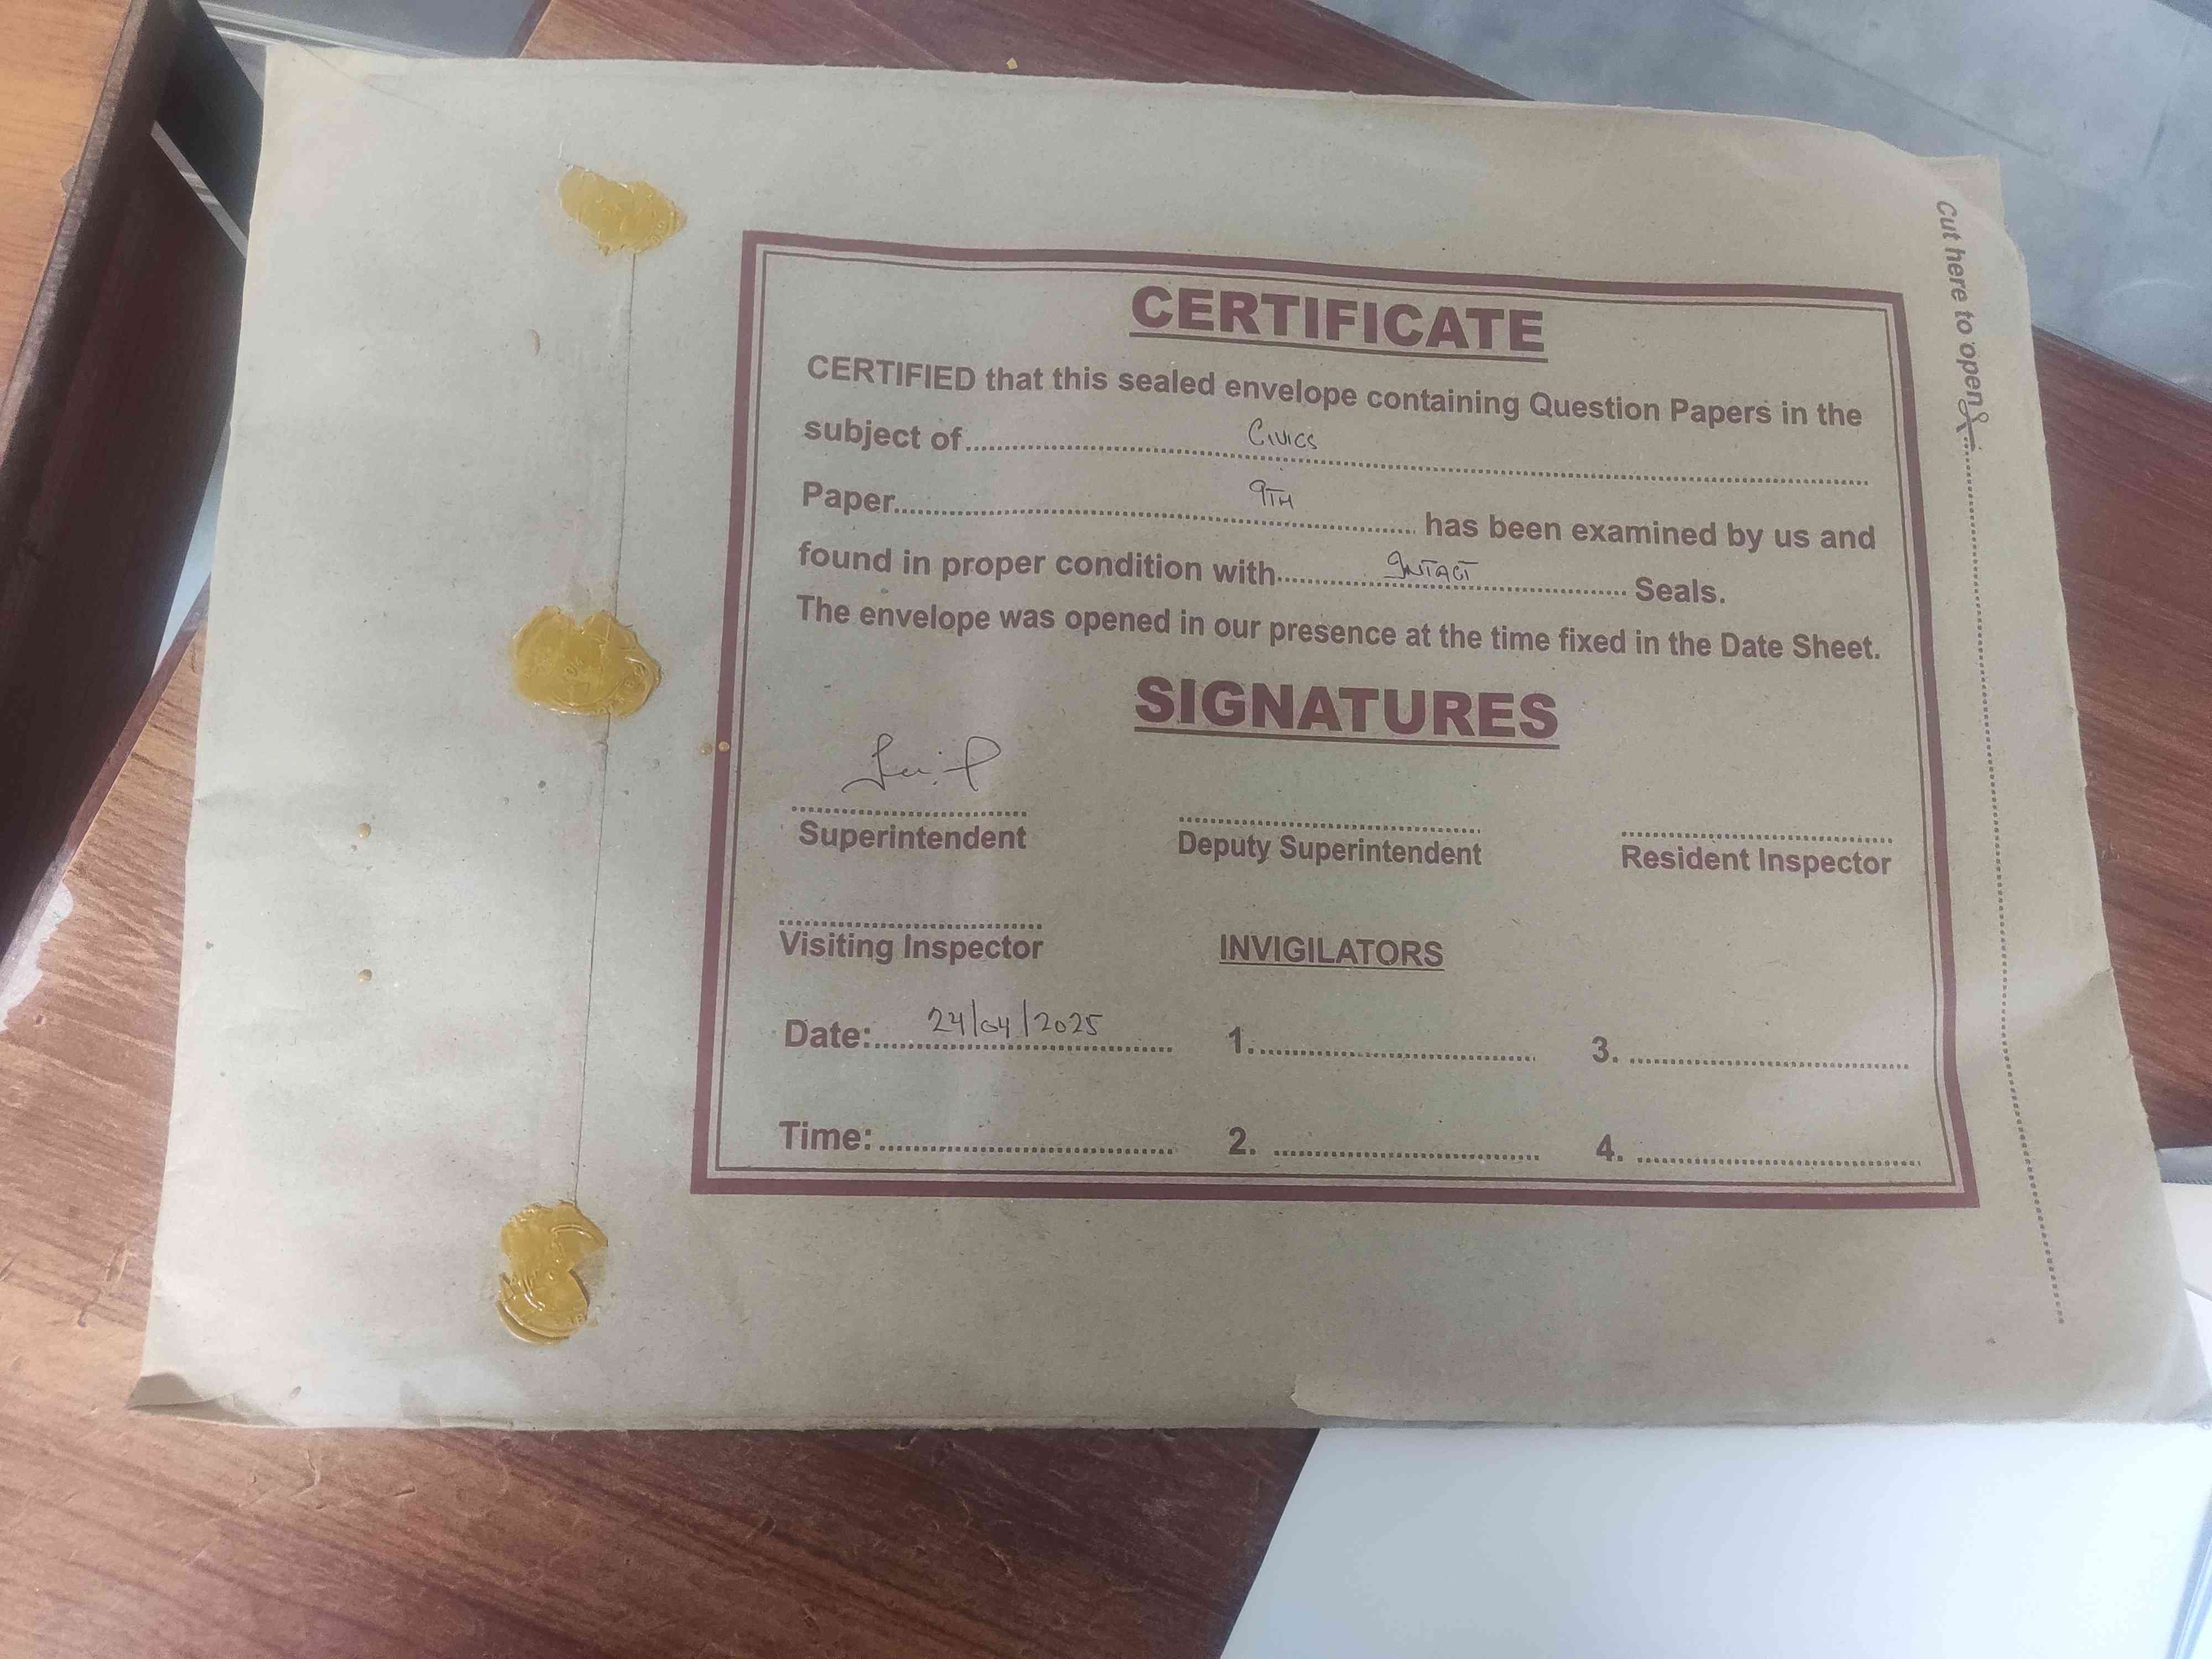 CERTIFICATE
CERTIFIED that this sealed envelope containing Question Papers in the
subject of.......... Civics ..........
Paper.......... 9TH .......... has been examined by us and
found in proper condition with.......... INTACT .......... Seals.
The envelope was opened in our presence at the time fixed in the Date Sheet.
SIGNATURES
Superintendent
Deputy Superintendent
Resident Inspector
Visiting Inspector
INVIGILATORS
Date:.......... 24/04/2025
1...........
3. ..........
Time:..........
2. ..........
4. ..........
Cut here to open